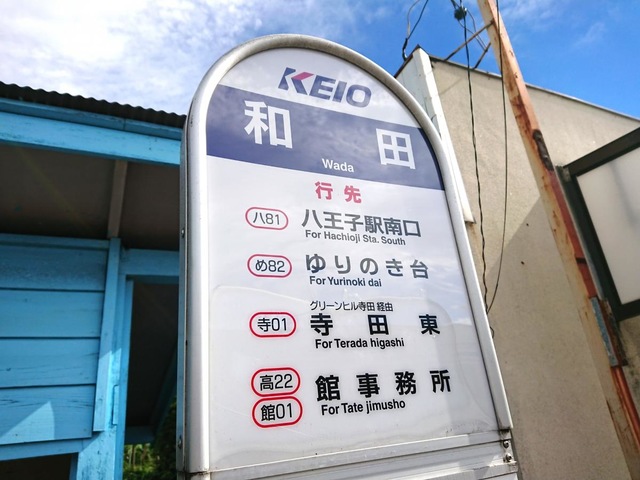 KEIO
和田
Wada
行先
八81 八王子駅南口
For Hachioji Sta. South
め82 ゆりのき台
For Yurinoki dai
グリーンヒル寺田 経由
寺01 寺田東
For Terada higashi
高22
館01 館事務所
For Tate jimusho